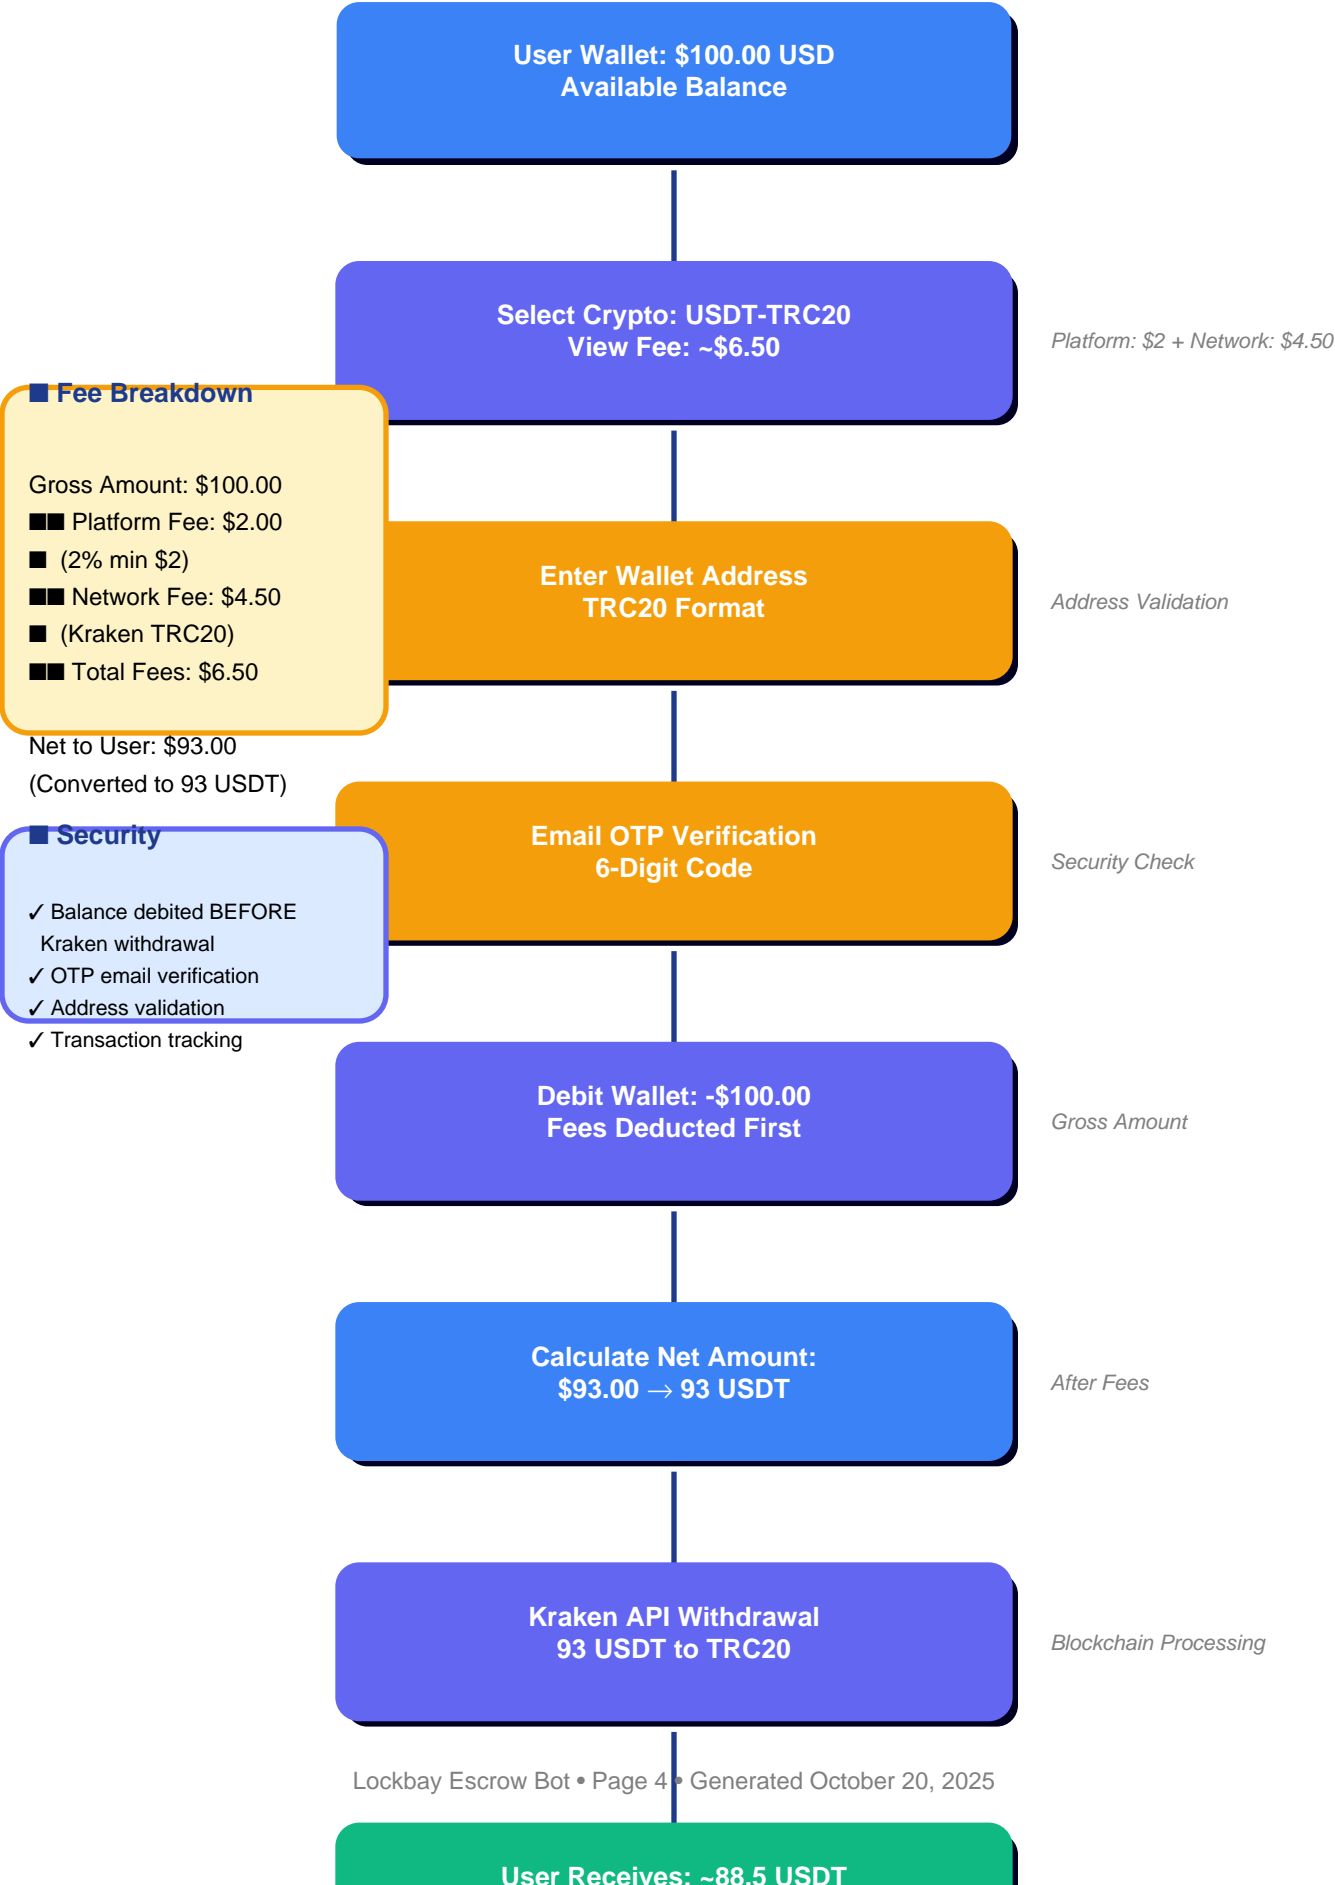 User Wallet: $100.00 USD
Available Balance
Select Crypto: USDT-TRC20
View Fee: ~$6.50
Platform: $2 + Network: $4.50
■ Fee Breakdown
Gross Amount: $100.00
■■ Platform Fee: $2.00
■ (2% min $2)
■■ Network Fee: $4.50
■ (Kraken TRC20)
■■ Total Fees: $6.50
Net to User: $93.00
(Converted to 93 USDT)
Enter Wallet Address
TRC20 Format
Address Validation
■ Security
✓ Balance debited BEFORE
Kraken withdrawal
✓ OTP email verification
✓ Address validation
✓ Transaction tracking
Email OTP Verification
6-Digit Code
Security Check
Debit Wallet: -$100.00
Fees Deducted First
Gross Amount
Calculate Net Amount:
$93.00 → 93 USDT
After Fees
Kraken API Withdrawal
93 USDT to TRC20
Blockchain Processing
Lockbay Escrow Bot • Page 4 • Generated October 20, 2025
User Receives: ~88.5 USDT